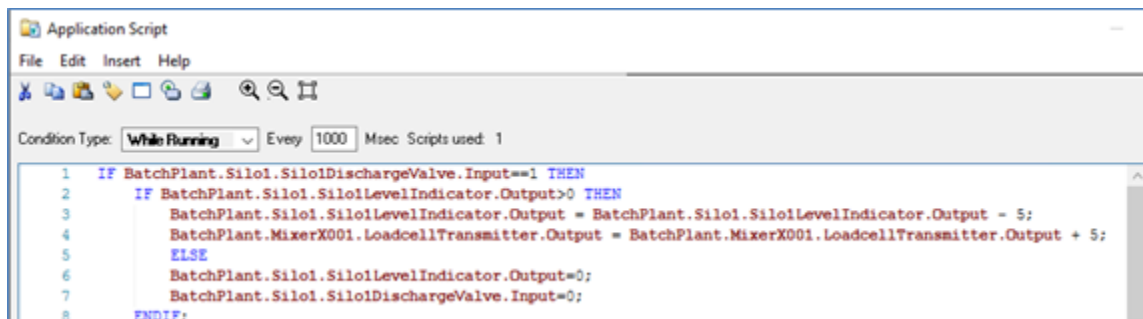 Application Script
File Edit Insert Help
Condition Type: While Running Every 1000 Msec Scripts used: 1
1 IF BatchPlant.Silo1.Silo1DischargeValve.Input==1 THEN
2 IF BatchPlant.Silo1.Silo1LevelIndicator.Output>0 THEN
3 BatchPlant.Silo1.Silo1LevelIndicator.Output = BatchPlant.Silo1.Silo1LevelIndicator.Output - 5;
4 BatchPlant.MixerX001.LoadcellTransmitter.Output = BatchPlant.MixerX001.LoadcellTransmitter.Output + 5;
5 ELSE
6 BatchPlant.Silo1.Silo1LevelIndicator.Output=0;
7 BatchPlant.Silo1.Silo1DischargeValve.Input=0;
8 ENDIF;